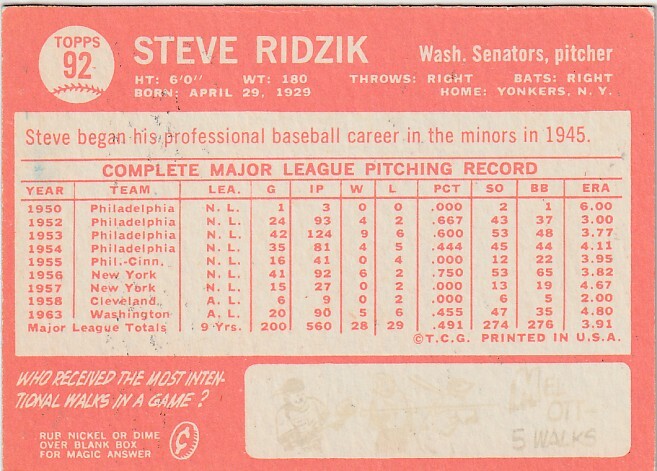 TOPPS
92
STEVE RIDZIK
Wash. Senators, pitcher
HT: 6'0" WT: 180 THROWS: RIGHT BATS: RIGHT
BORN: APRIL 29, 1929 HOME: YONKERS, N. Y.
Steve began his professional baseball career in the minors in 1945.
COMPLETE MAJOR LEAGUE PITCHING RECORD
YEAR TEAM LEA. G IP W L PCT SO BB ERA
1950 Philadelphia N. L. 1 3 0 0 .000 2 1 6.00
1952 Philadelphia N. L. 24 93 4 2 .667 43 37 3.00
1953 Philadelphia N. L. 42 124 9 6 .600 53 48 3.77
1954 Philadelphia N. L. 35 81 4 5 .444 45 44 4.11
1955 Phil.-Cinn. N. L. 16 41 0 4 .000 12 22 3.95
1956 New York N. L. 41 92 6 2 .750 53 65 3.82
1957 New York N. L. 15 27 0 2 .000 13 19 4.67
1958 Cleveland A. L. 6 9 0 2 .000 6 5 2.00
1963 Washington A. L. 20 90 5 6 .455 47 35 4.80
Major League Totals 9 Yrs. 200 560 28 29 .491 274 276 3.91
©T.C.G. PRINTED IN U.S.A.
WHO RECEIVED THE MOST INTEN-
TIONAL WALKS IN A GAME?
RUB NICKEL OR DIME
OVER BLANK BOX
FOR MAGIC ANSWER
¢
MEL
OTT-
5 WALKS